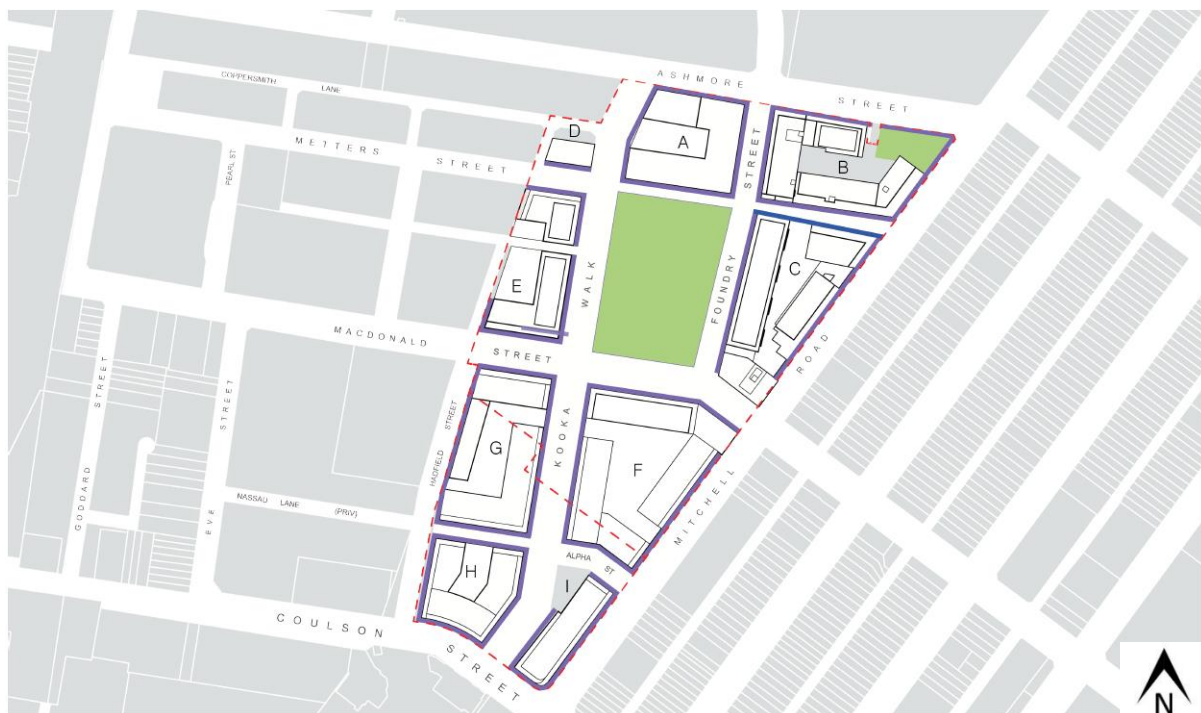 ASHMORE STREET
COPPERSMITH LANE
D
A
STREET
METTERS STREET
B
PEARL ST
E
WALK
FOUNDRY
C
MACDONALD STREET
ROAD
GODDARD STREET
EVE STREET
HADFIELD STREET
G
KOOKA
F
MITCHELL
NASSAU LANE (PRIV)
ALPHA ST
H
I
COULSON STREET
N